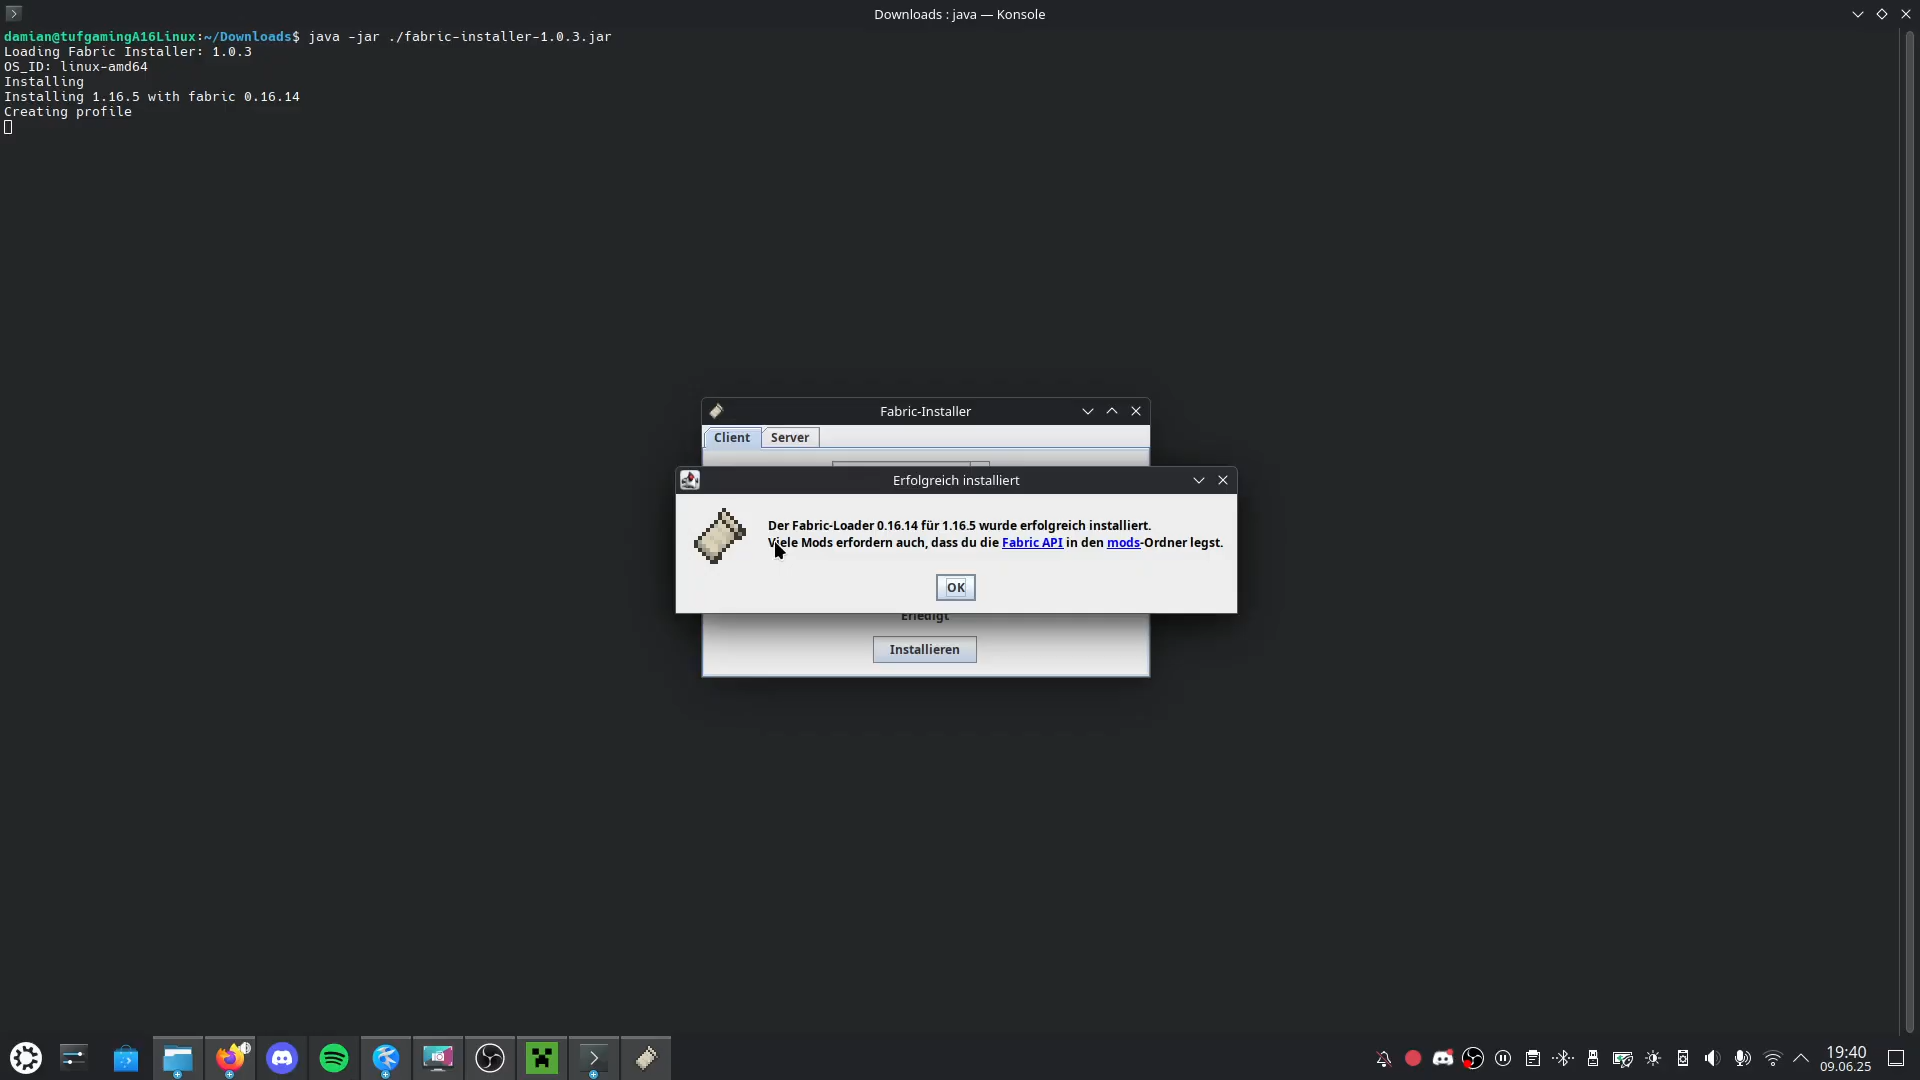 Downloads : java — Konsole
damian@tufgamingA16Linux:~/Downloads$ java -jar ./fabric-installer-1.0.3.jar
Loading Fabric Installer: 1.0.3
OS_ID: linux-amd64
Installing
Installing 1.16.5 with fabric 0.16.14
Creating profile
Fabric-Installer
Client Server
Erfolgreich installiert
Der Fabric-Loader 0.16.14 für 1.16.5 wurde erfolgreich installiert.
Viele Mods erfordern auch, dass du die Fabric API in den mods-Ordner legst.
OK
Erledigt
Installieren
19:40
09.06.25